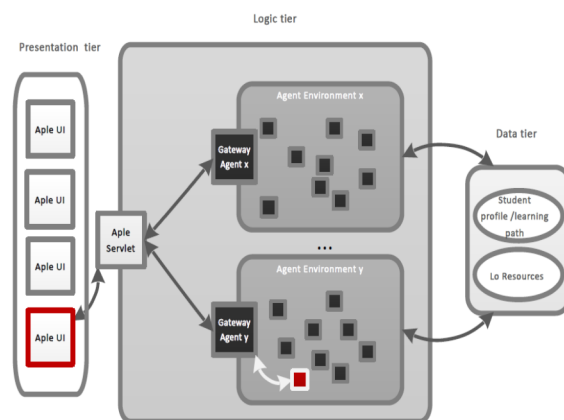 Logic tier
Presentation tier
Agent Environment x
Aple UI
Gateway
Agent x
Data tier
Aple UI
Student
profile /learning
path
Aple
Servlet
...
Aple UI
Agent Environment y
Lo Resources
Aple UI
Gateway
Agent y